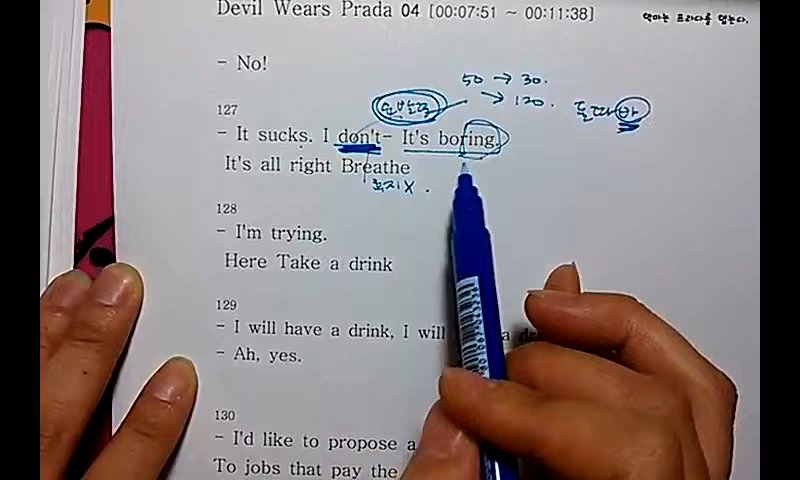 Devil Wears Prada 04 [00:07:51 ~ 00:11:38]
악마는 프라다를 입는다.
- No!
50 → 30.
→ 120.
127
- It sucks. I don't- It's boring.
It's all right Breathe
128
- I'm trying.
Here Take a drink
129
- I will have a drink, I will a
- Ah, yes.
130
- I'd like to propose a
To jobs that pay the